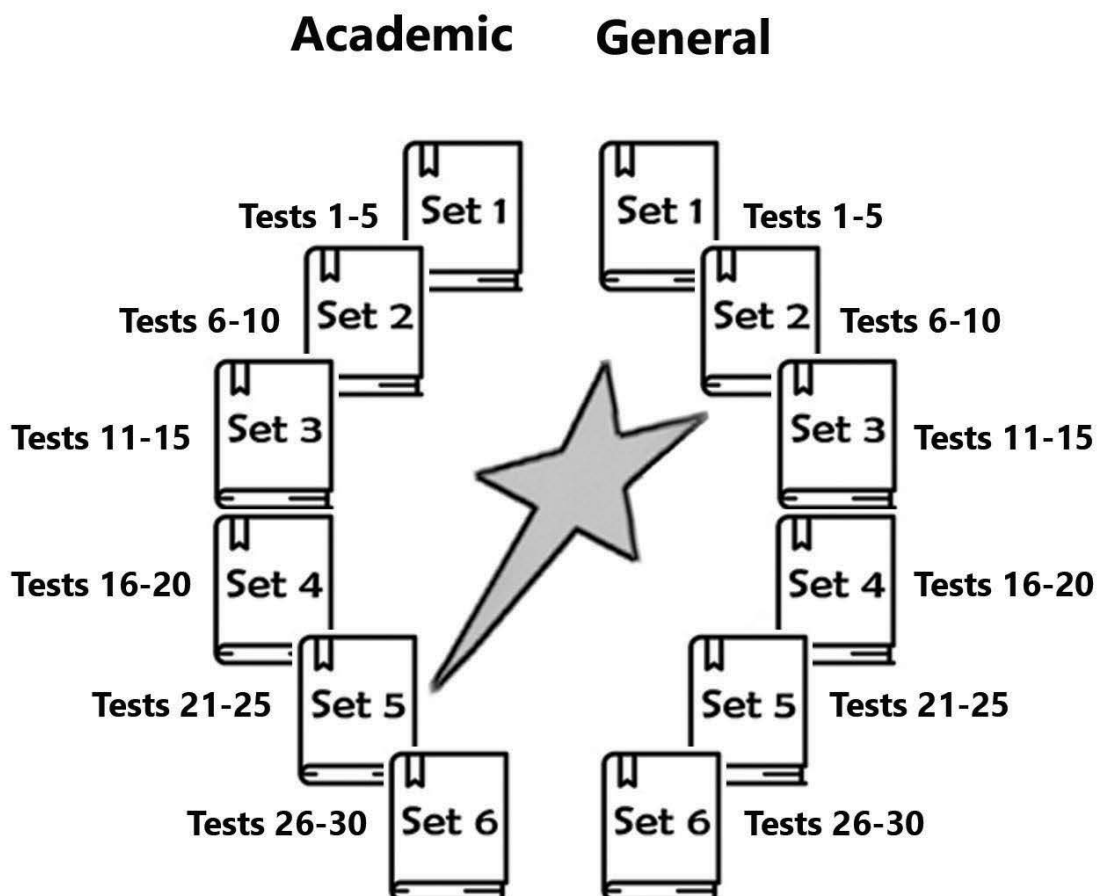 Academic General
Set 1 Set 1
Tests 1-5 Tests 1-5
Set 2 Set 2
Tests 6-10 Tests 6-10
Set 3 Set 3
Tests 11-15 Tests 11-15
Set 4 Set 4
Tests 16-20 Tests 16-20
Set 5 Set 5
Tests 21-25 Tests 21-25
Set 6 Set 6
Tests 26-30 Tests 26-30